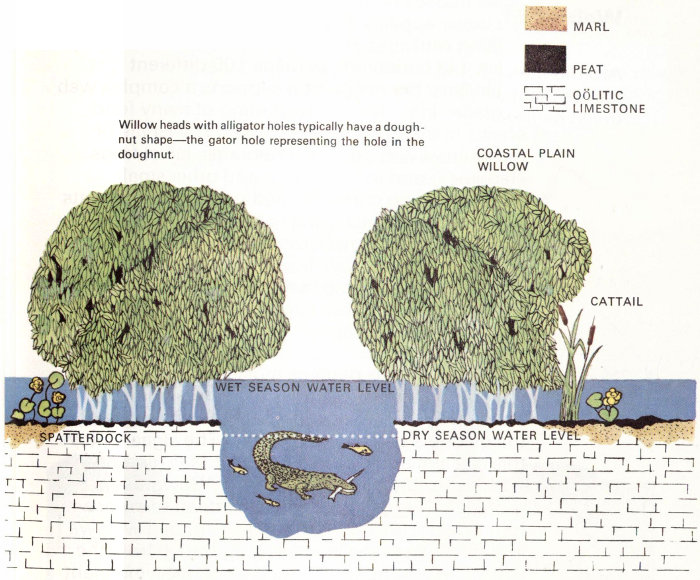 MARL
PEAT
OÖLITIC
LIMESTONE
Willow heads with alligator holes typically have a dough-
nut shape—the gator hole representing the hole in the
doughnut.
COASTAL PLAIN
WILLOW
CATTAIL
WET SEASON WATER LEVEL
SPATTERDOCK
DRY SEASON WATER LEVEL